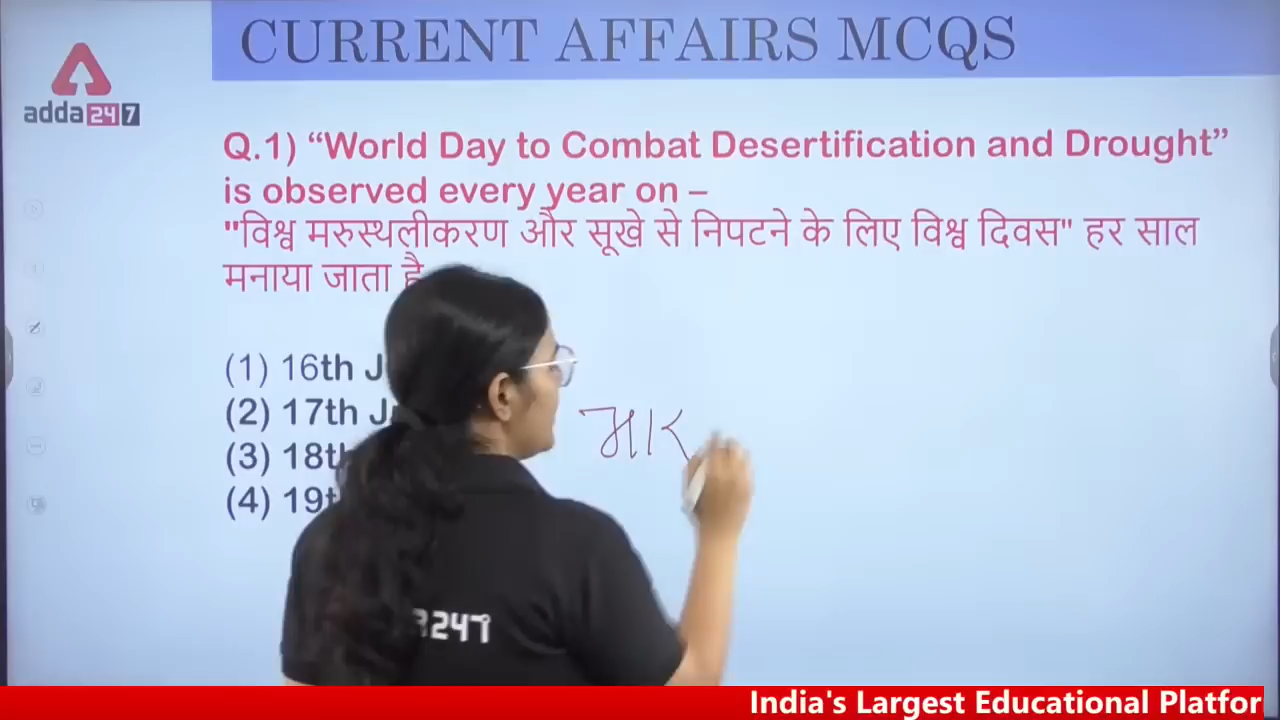 CURRENT AFFAIRS MCQS
adda247
Q.1) “World Day to Combat Desertification and Drought”
is observed every year on –
"विश्व मरुस्थलीकरण और सूखे से निपटने के लिए विश्व दिवस" हर साल
मनाया जाता है
(1) 16th J
(2) 17th J
(3) 18th
(4) 19t
247
India's Largest Educational Platfor